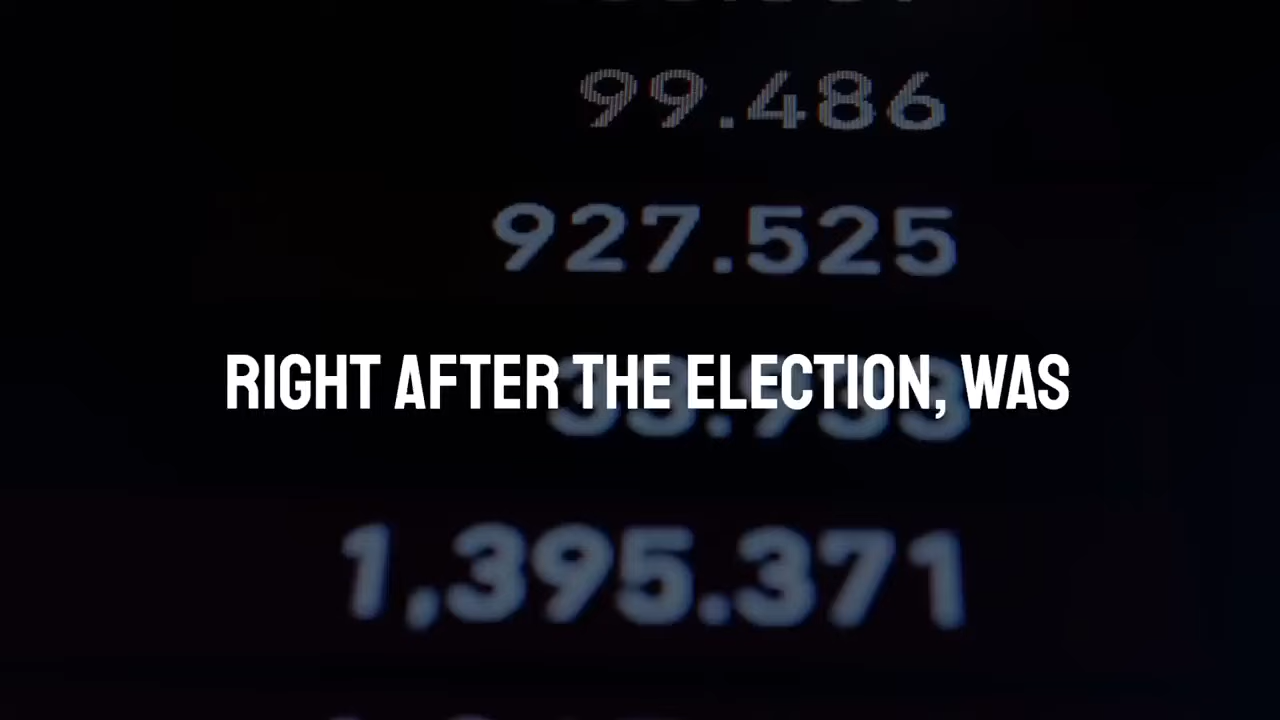 99.486
927.525
RIGHT AFTER THE ELECTION, WAS
1,395.371